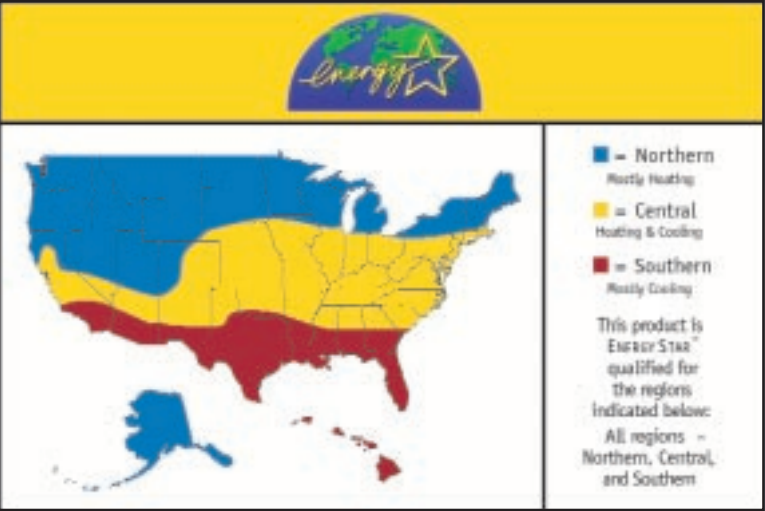 energy
= Northern
Mostly Heating
= Central
Heating & Cooling
= Southern
Mostly Cooling
This product is
ENERGY STAR™
qualified for
the regions
indicated below:
All regions –
Northern, Central,
and Southern